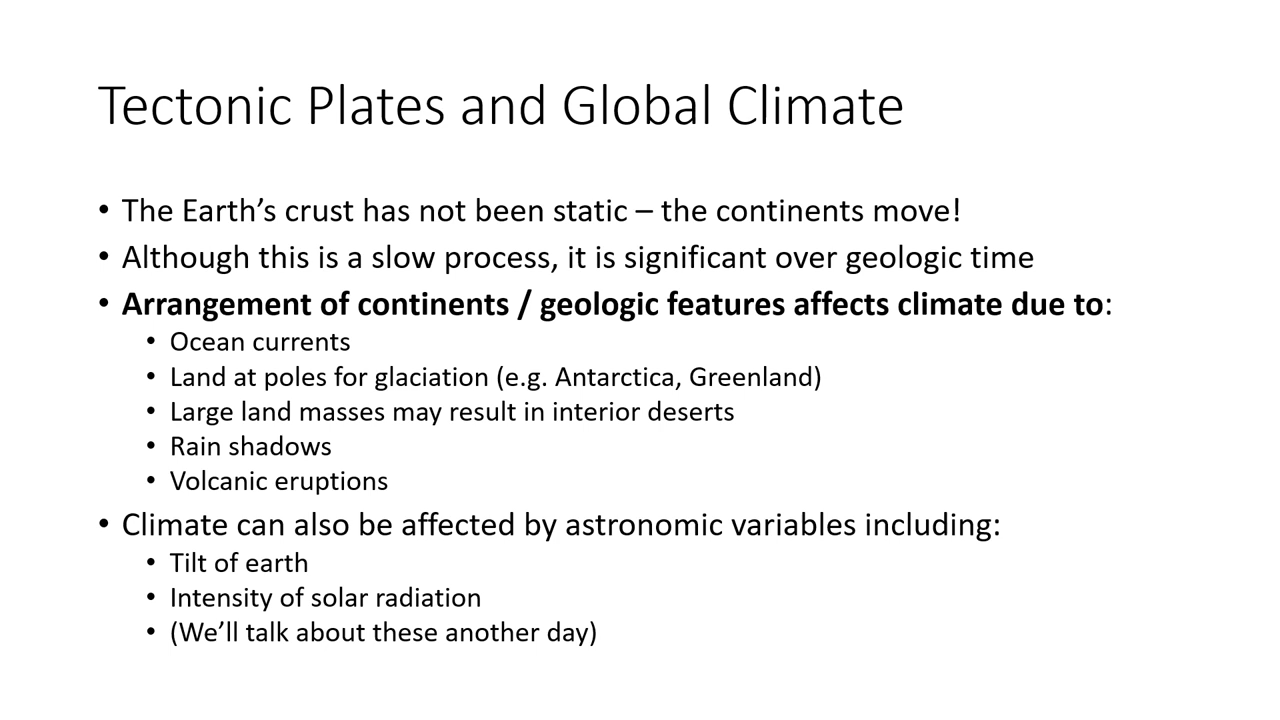 Tectonic Plates and Global Climate
• The Earth’s crust has not been static – the continents move!
• Although this is a slow process, it is significant over geologic time
• Arrangement of continents / geologic features affects climate due to:
• Ocean currents
• Land at poles for glaciation (e.g. Antarctica, Greenland)
• Large land masses may result in interior deserts
• Rain shadows
• Volcanic eruptions
• Climate can also be affected by astronomic variables including:
• Tilt of earth
• Intensity of solar radiation
• (We’ll talk about these another day)